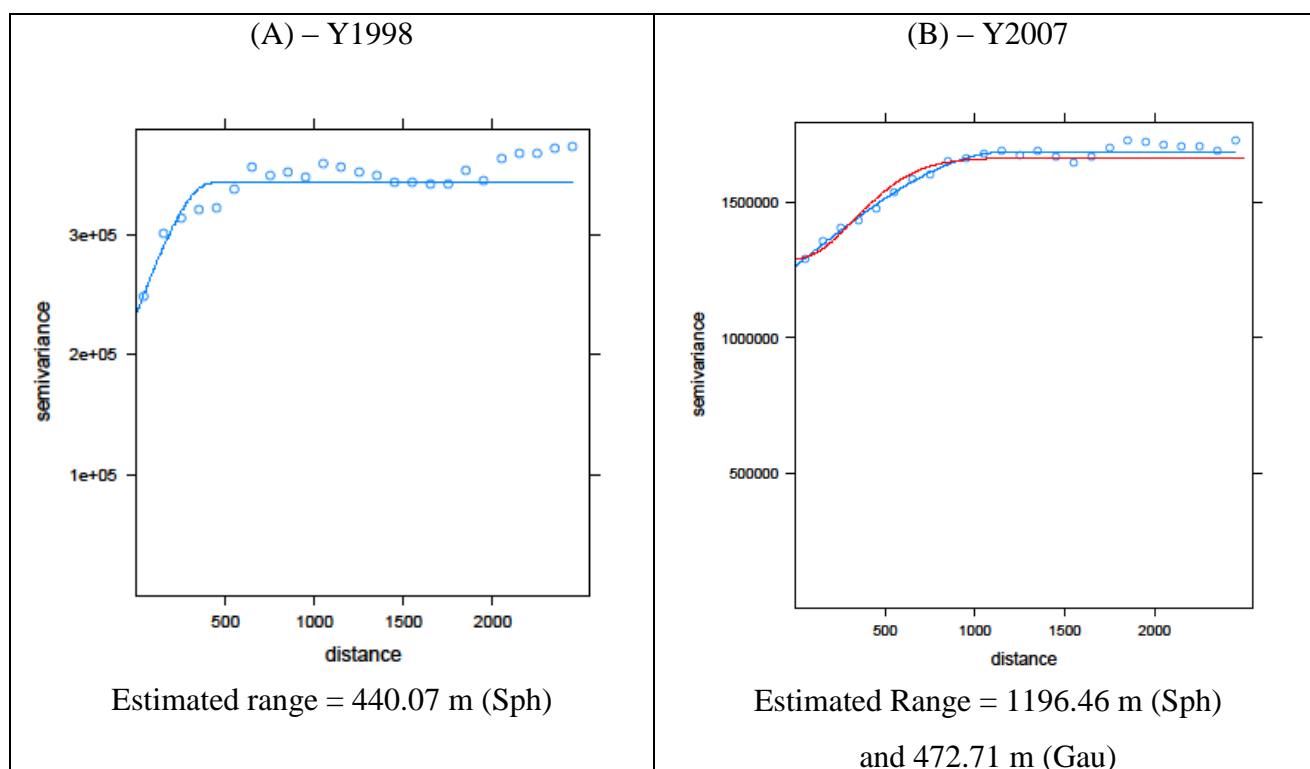 (A) – Y1998
3e+05
2e+05
1e+05
semivariance
500 1000 1500 2000
distance
Estimated range = 440.07 m (Sph)
(B) – Y2007
1500000
1000000
500000
semivariance
500 1000 1500 2000
distance
Estimated Range = 1196.46 m (Sph)
and 472.71 m (Gau)